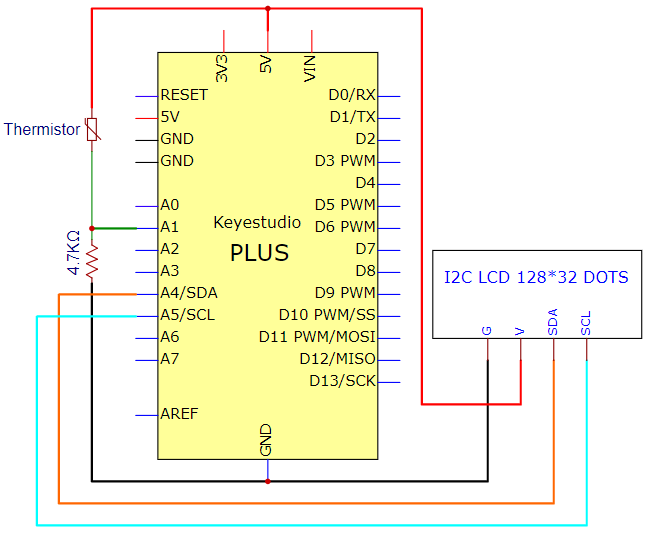 3V3
5V
VIN
RESET
5V
GND
GND
A0
A1
A2
A3
A4/SDA
A5/SCL
A6
A7
AREF
D0/RX
D1/TX
D2
D3 PWM
D4
D5 PWM
D6 PWM
D7
D8
D9 PWM
D10 PWM/SS
D11 PWM/MOSI
D12/MISO
D13/SCK
GND
Keyestudio
PLUS
Thermistor
4.7KΩ
I2C LCD 128*32 DOTS
G
V
SDA
SCL